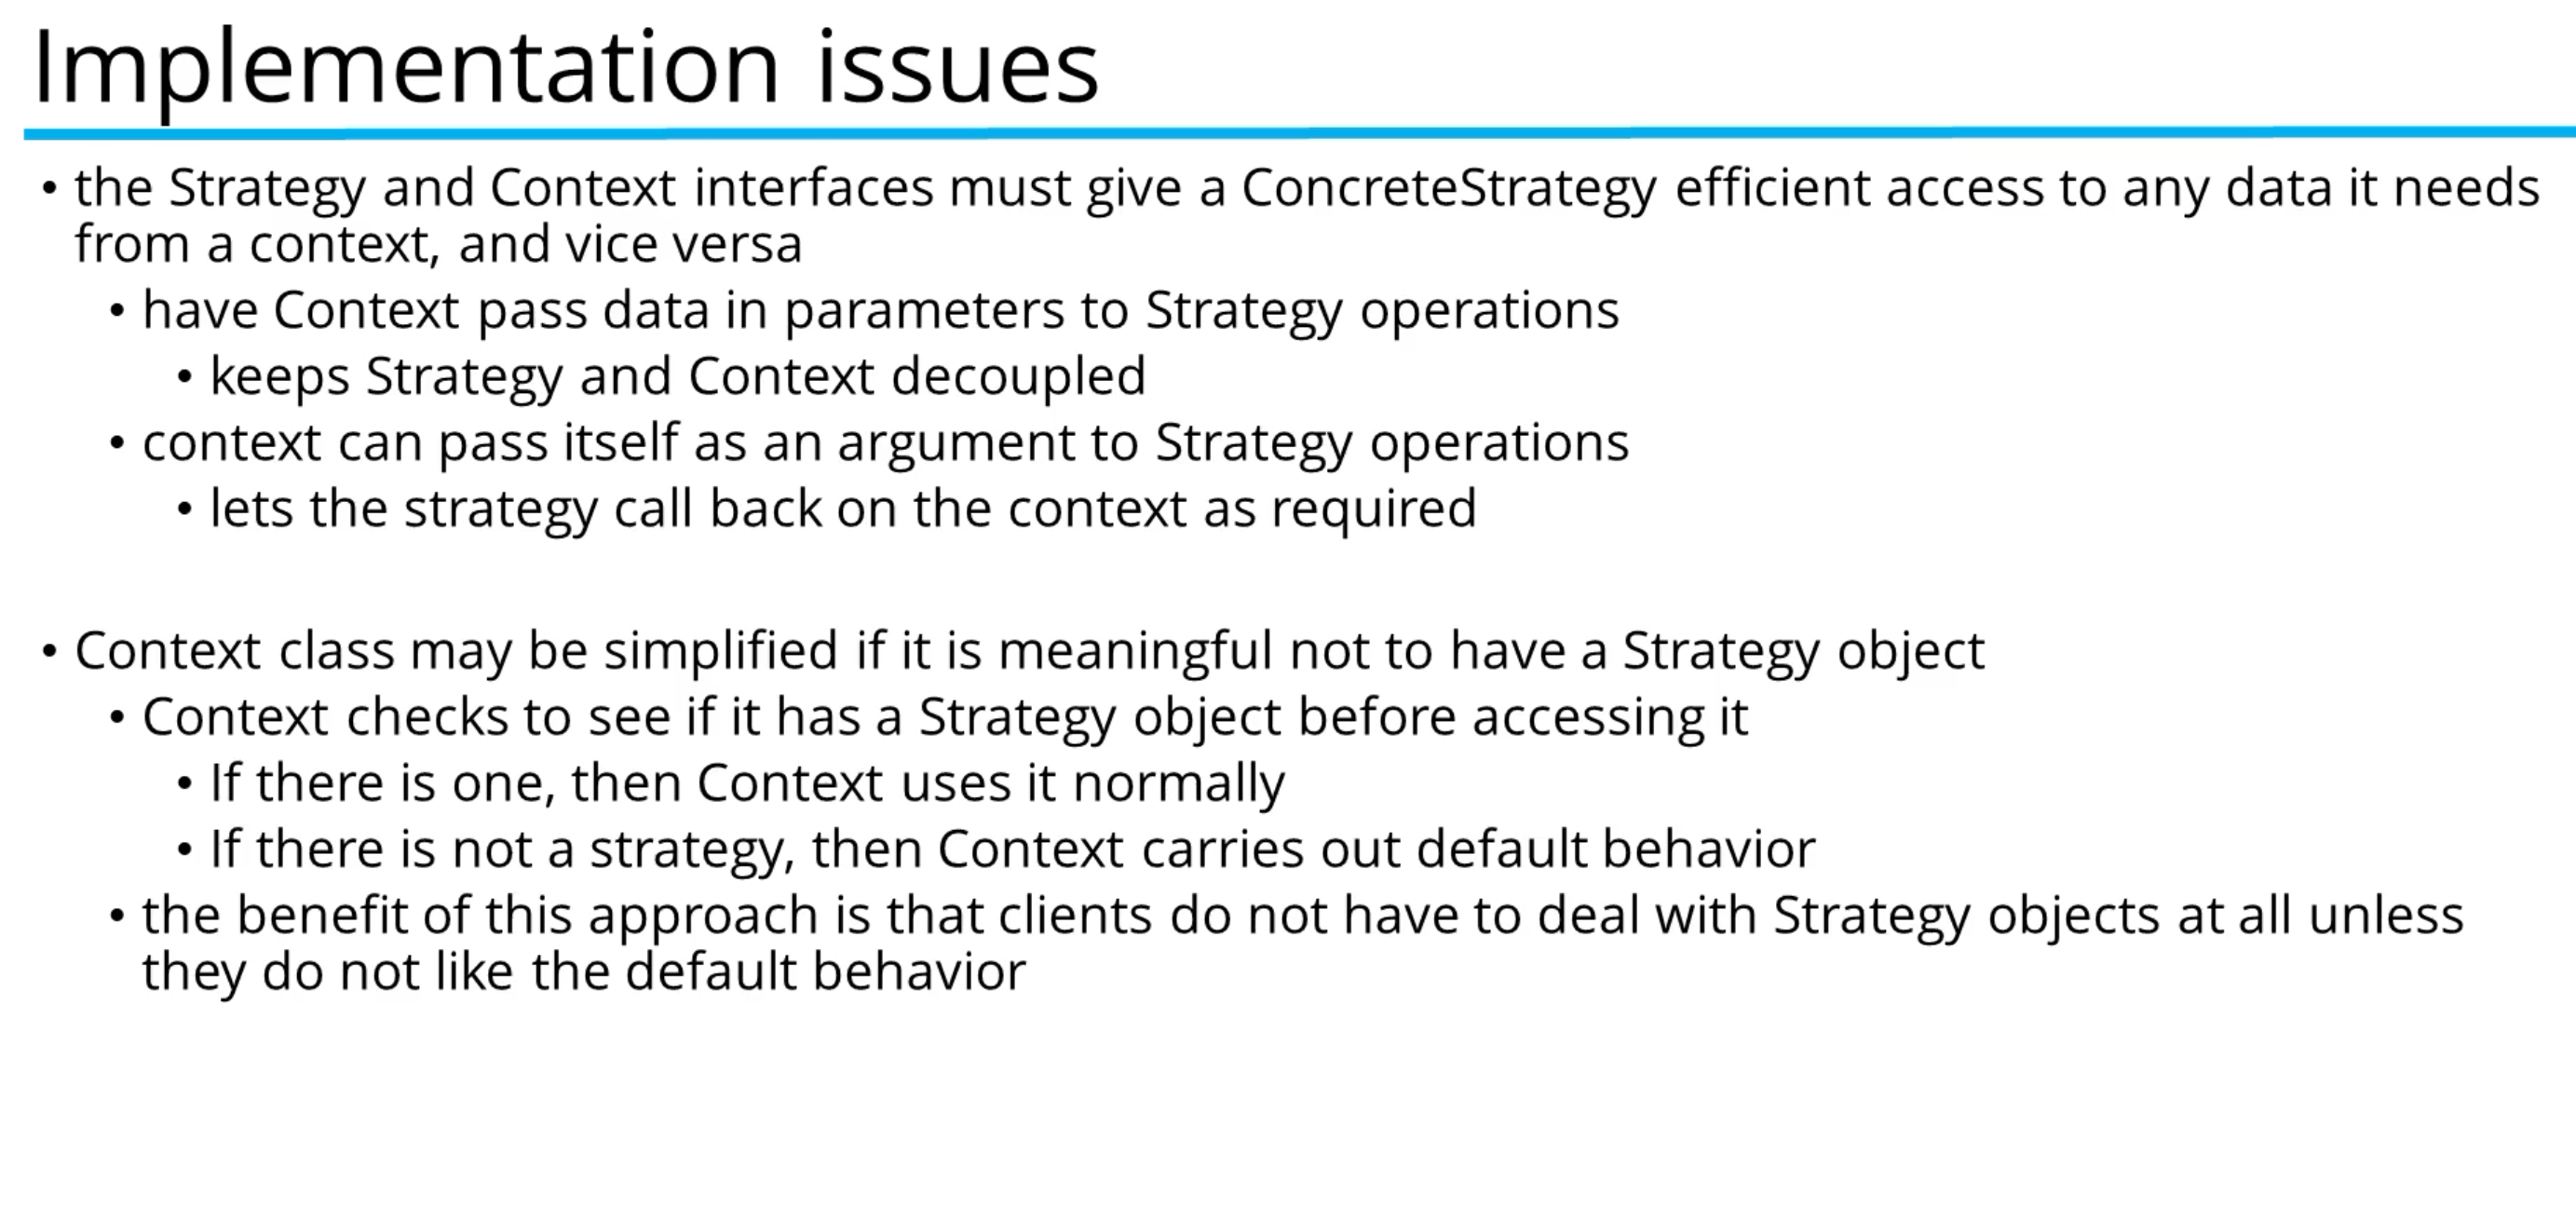 Implementation issues
• the Strategy and Context interfaces must give a ConcreteStrategy efficient access to any data it needs
from a context, and vice versa
• have Context pass data in parameters to Strategy operations
• keeps Strategy and Context decoupled
• context can pass itself as an argument to Strategy operations
• lets the strategy call back on the context as required
• Context class may be simplified if it is meaningful not to have a Strategy object
• Context checks to see if it has a Strategy object before accessing it
• If there is one, then Context uses it normally
• If there is not a strategy, then Context carries out default behavior
• the benefit of this approach is that clients do not have to deal with Strategy objects at all unless
they do not like the default behavior